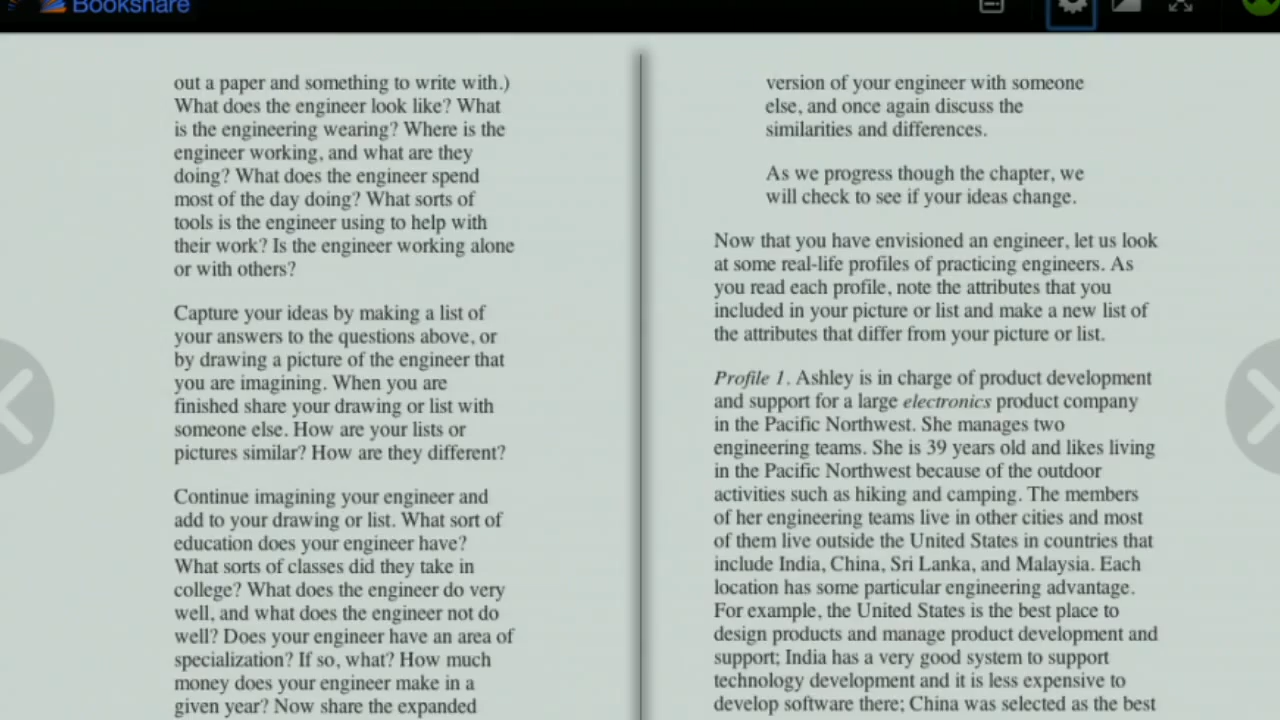 Bookshare
out a paper and something to write with.)
What does the engineer look like? What
is the engineering wearing? Where is the
engineer working, and what are they
doing? What does the engineer spend
most of the day doing? What sorts of
tools is the engineer using to help with
their work? Is the engineer working alone
or with others?
Capture your ideas by making a list of
your answers to the questions above, or
by drawing a picture of the engineer that
you are imagining. When you are
finished share your drawing or list with
someone else. How are your lists or
pictures similar? How are they different?
Continue imagining your engineer and
add to your drawing or list. What sort of
education does your engineer have?
What sorts of classes did they take in
college? What does the engineer do very
well, and what does the engineer not do
well? Does your engineer have an area of
specialization? If so, what? How much
money does your engineer make in a
given year? Now share the expanded
version of your engineer with someone
else, and once again discuss the
similarities and differences.
As we progress though the chapter, we
will check to see if your ideas change.
Now that you have envisioned an engineer, let us look
at some real-life profiles of practicing engineers. As
you read each profile, note the attributes that you
included in your picture or list and make a new list of
the attributes that differ from your picture or list.
Profile 1. Ashley is in charge of product development
and support for a large electronics product company
in the Pacific Northwest. She manages two
engineering teams. She is 39 years old and likes living
in the Pacific Northwest because of the outdoor
activities such as hiking and camping. The members
of her engineering teams live in other cities and most
of them live outside the United States in countries that
include India, China, Sri Lanka, and Malaysia. Each
location has some particular engineering advantage.
For example, the United States is the best place to
design products and manage product development and
support; India has a very good system to support
technology development and it is less expensive to
develop software there; China was selected as the best